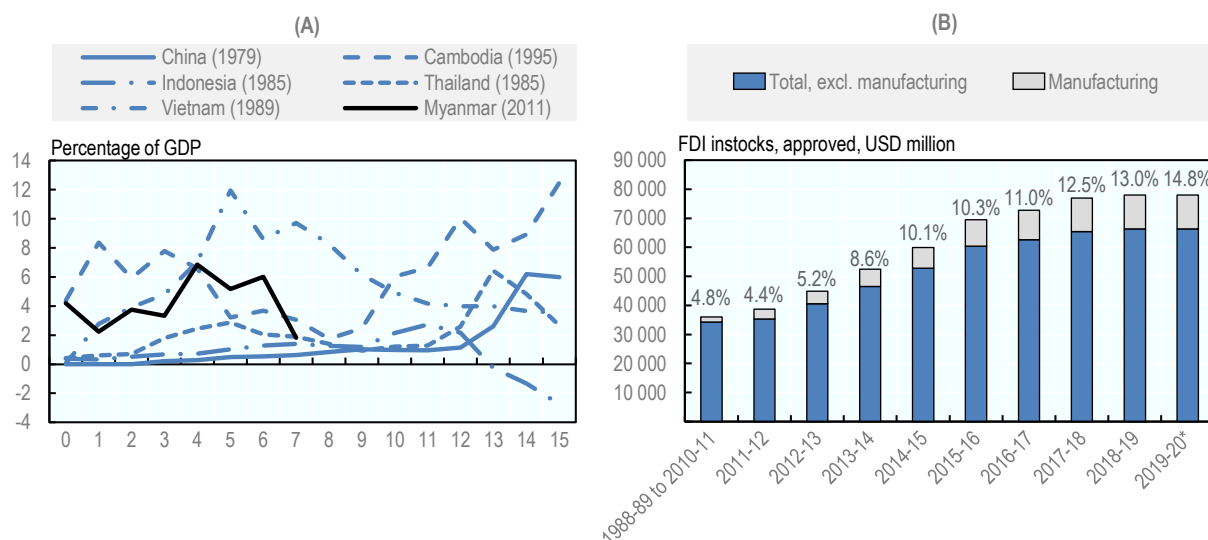 (A)
China (1979) Cambodia (1995)
Indonesia (1985) Thailand (1985)
Vietnam (1989) Myanmar (2011)
Percentage of GDP
14
12
10
8
6
4
2
0
-2
-4
0 1 2 3 4 5 6 7 8 9 10 11 12 13 14 15
(B)
Total, excl. manufacturing Manufacturing
FDI instocks, approved, USD million
90 000
80 000
70 000
60 000
50 000
40 000
30 000
20 000
10 000
4.8% 4.4% 5.2% 8.6% 10.1% 10.3% 11.0% 12.5% 13.0% 14.8%
1988-89 to 2010-11
2011-12
2012-13
2013-14
2014-15
2015-16
2016-17
2017-18
2018-19
2019-20*